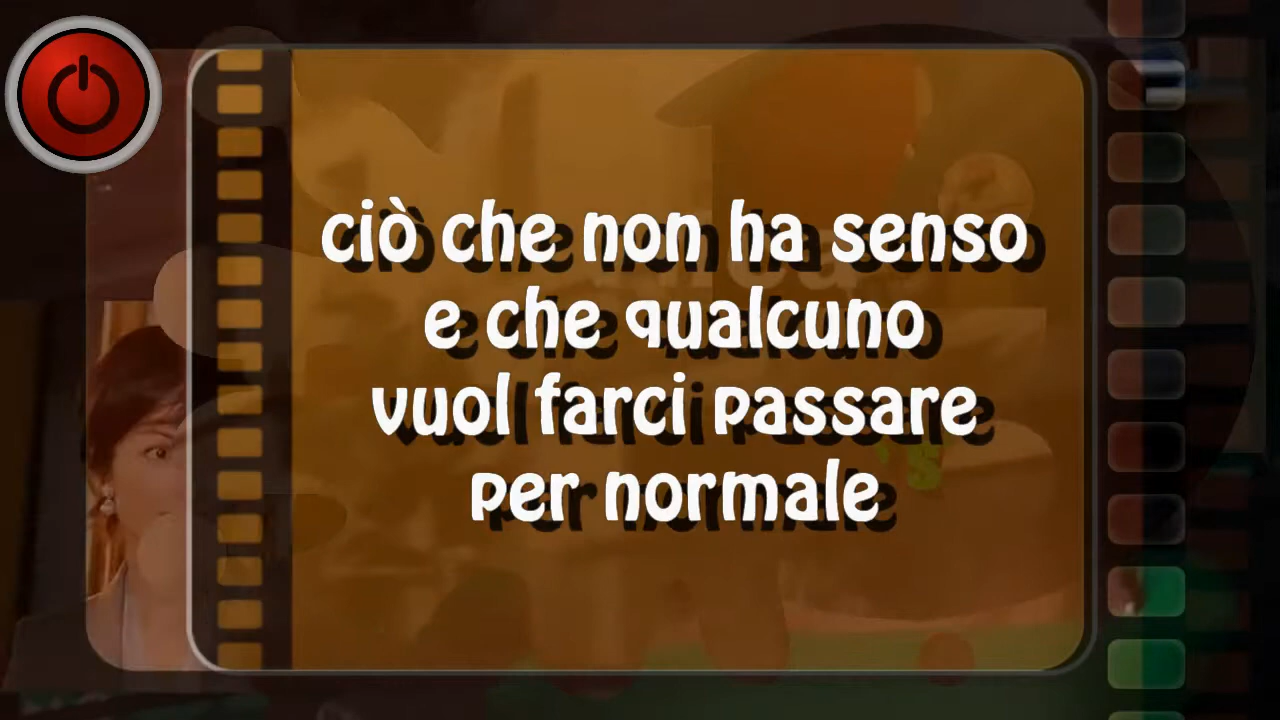 ciò che non ha senso
e che qualcuno
vuol farci passare
per normale